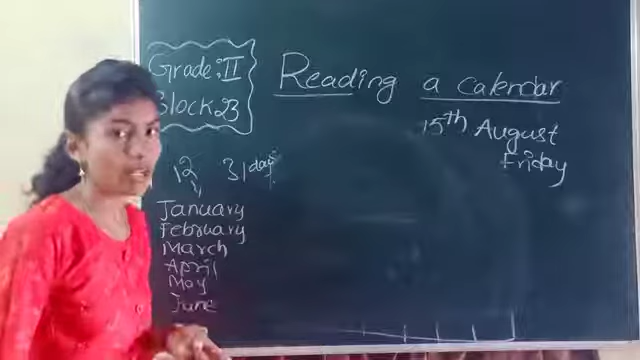 Grade: II
Block 23
Reading a calendar
15th August
Friday
12 31 days
January
February
March
April
May
June